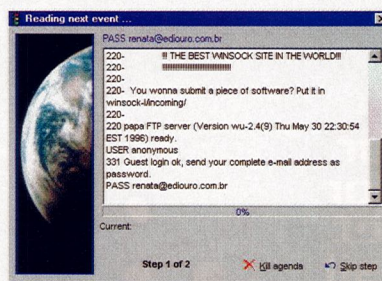 Reading next event ...
PASS renata@ediouro.com.br
220- !!! THE BEST WINSOCK SITE IN THE WORLD!!!
220- !!!!!!!!!!!!!!!!!!!!!!!!!!!!!!!!!!!!!!!!!
220-
220- You wonna submit a piece of software? Put it in
winsock-l/incoming/
220-
220 papa FTP server (Version wu-2.4(9) Thu May 30 22:30:54
EST 1996) ready.
USER anonymous
331 Guest login ok, send your complete e-mail address as
password.
PASS renata@ediouro.com.br
0%
Current:
Step 1 of 2
Kill agenda
Skip step